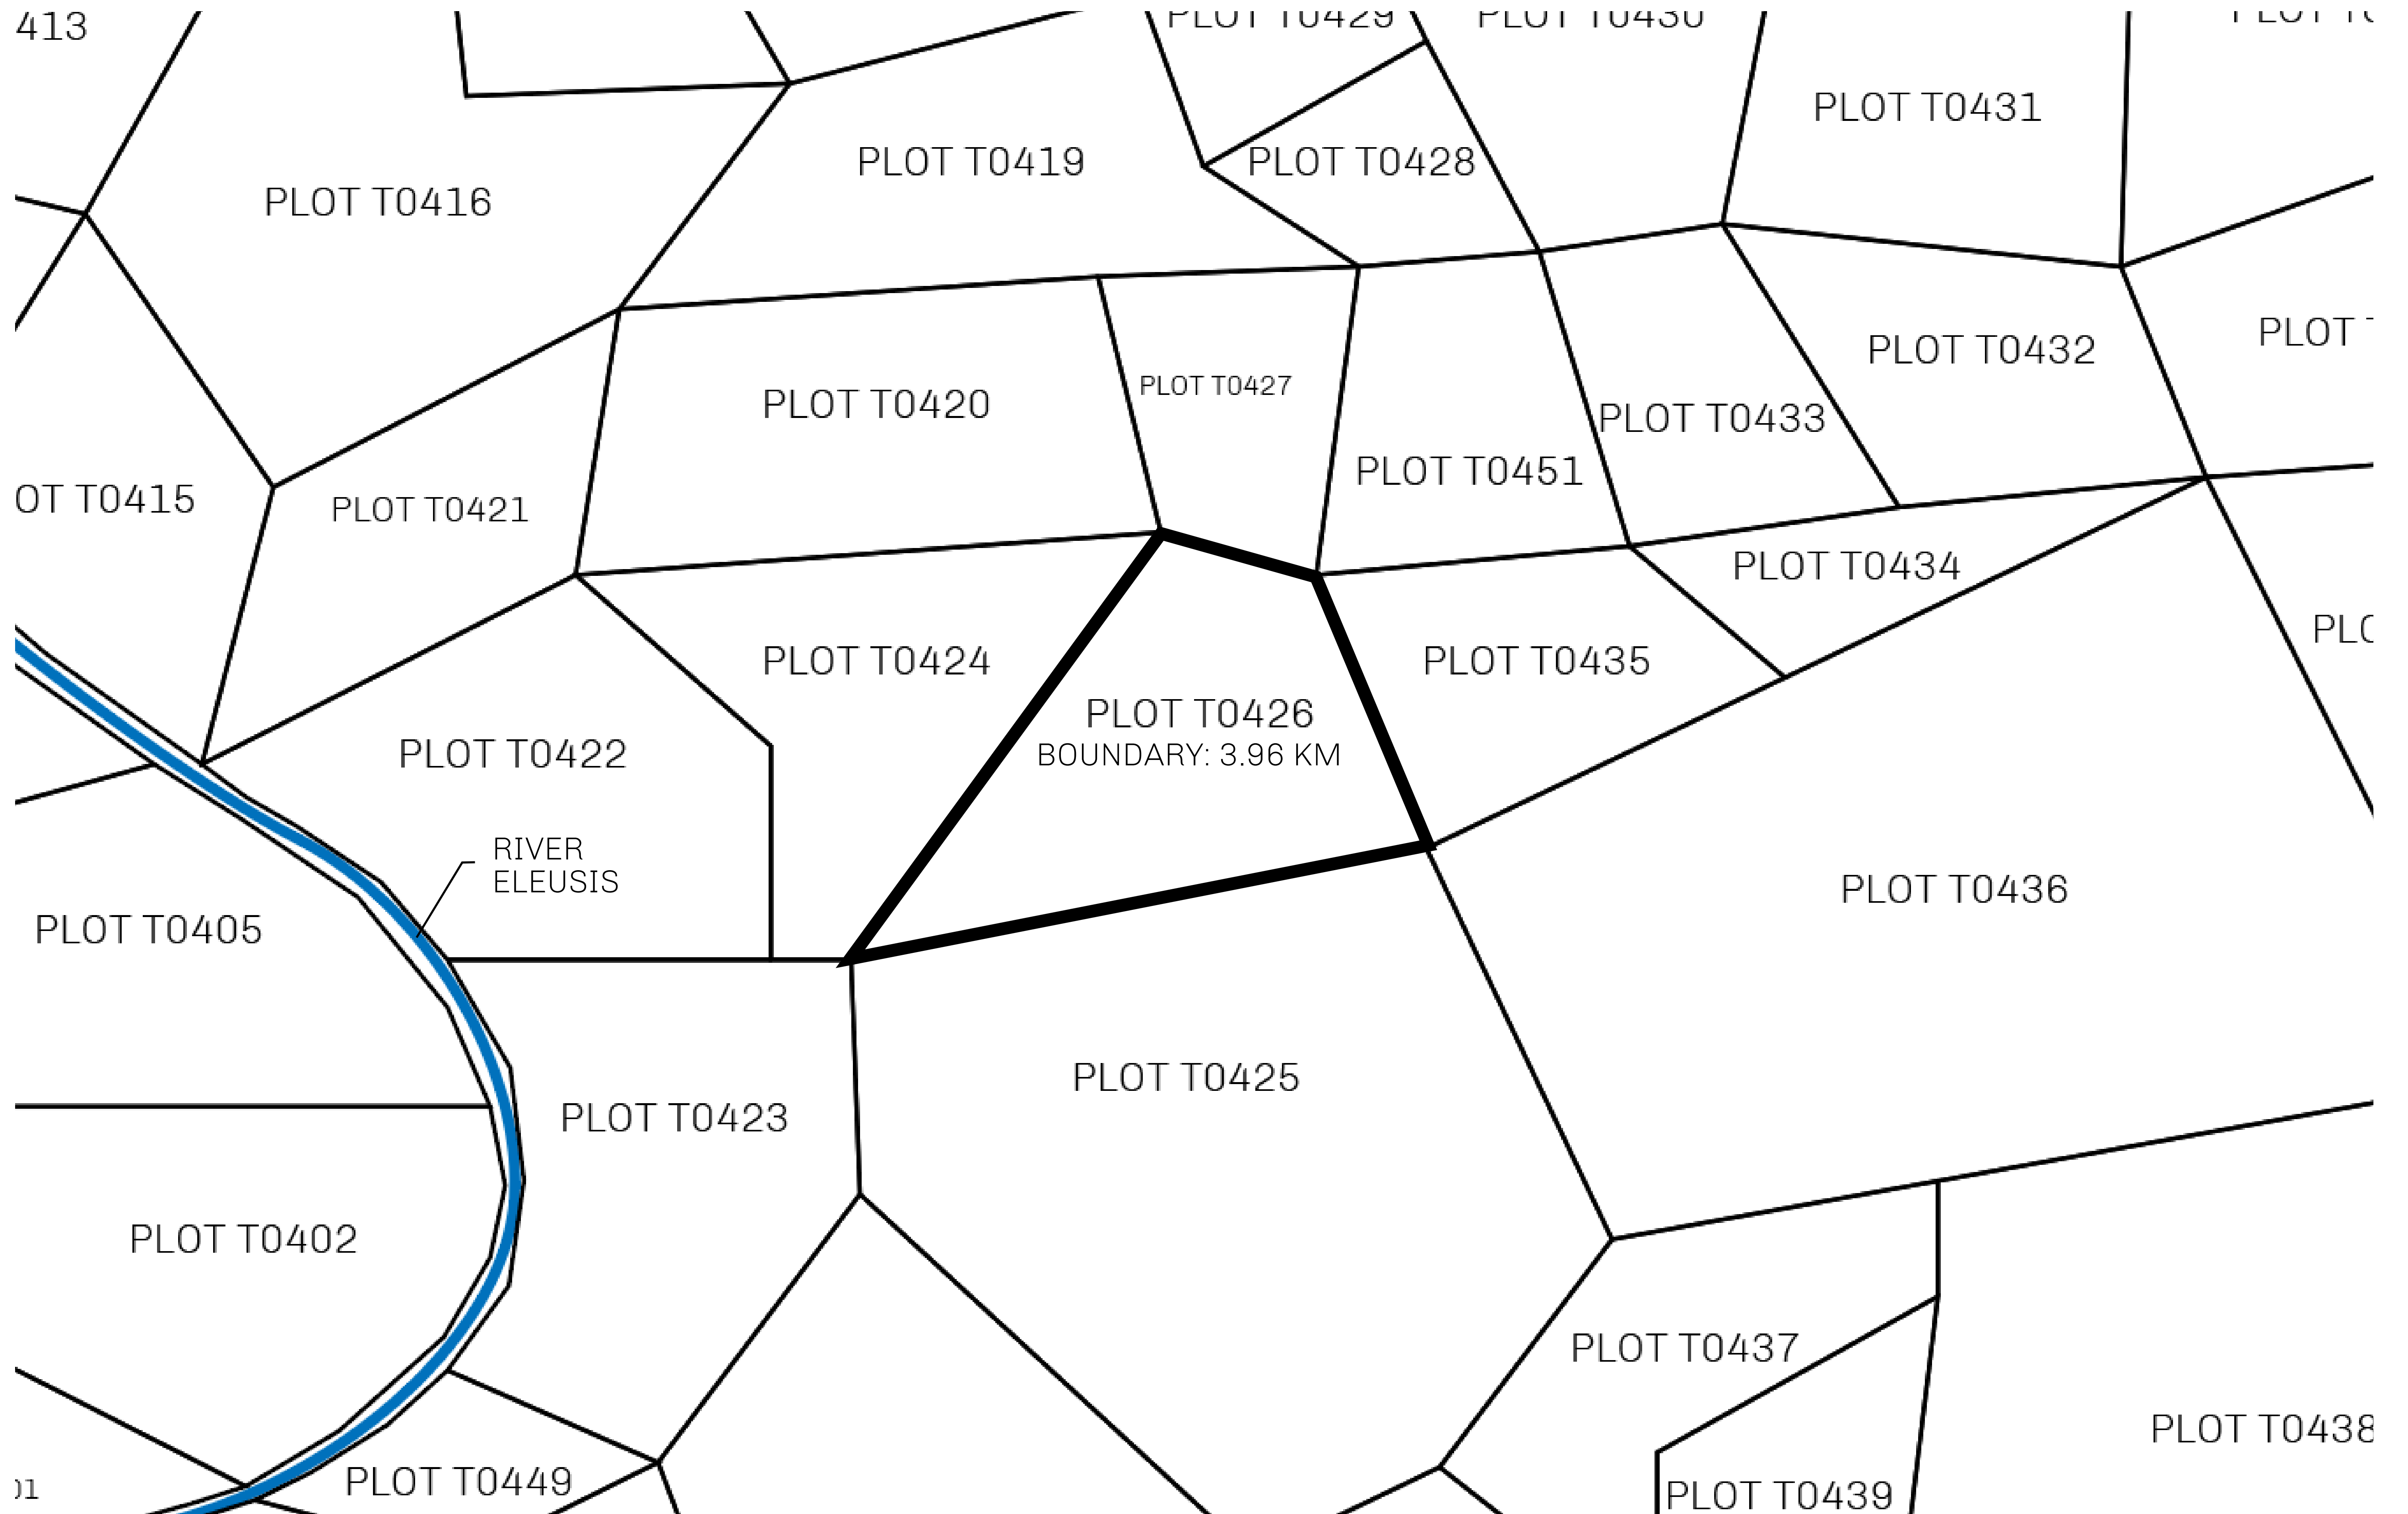 413
PLOT T0429
PLOT T0430
PLOT T0431
PLOT T0419
PLOT T0428
PLOT T0416
PLOT
PLOT T0432
PLOT T0427
PLOT T0420
PLOT T0433
PLOT T0451
OT T0415
PLOT T0421
PLOT T0434
PLOT T0424
PLOT T0435
PLOT T0426
BOUNDARY: 3.96 KM
PLOT T0422
RIVER
ELEUSIS
PLOT T0436
PLOT T0405
PLOT T0425
PLOT T0423
PLOT T0402
PLOT T0437
PLOT T0438
PLOT T0449
PLOT T0439